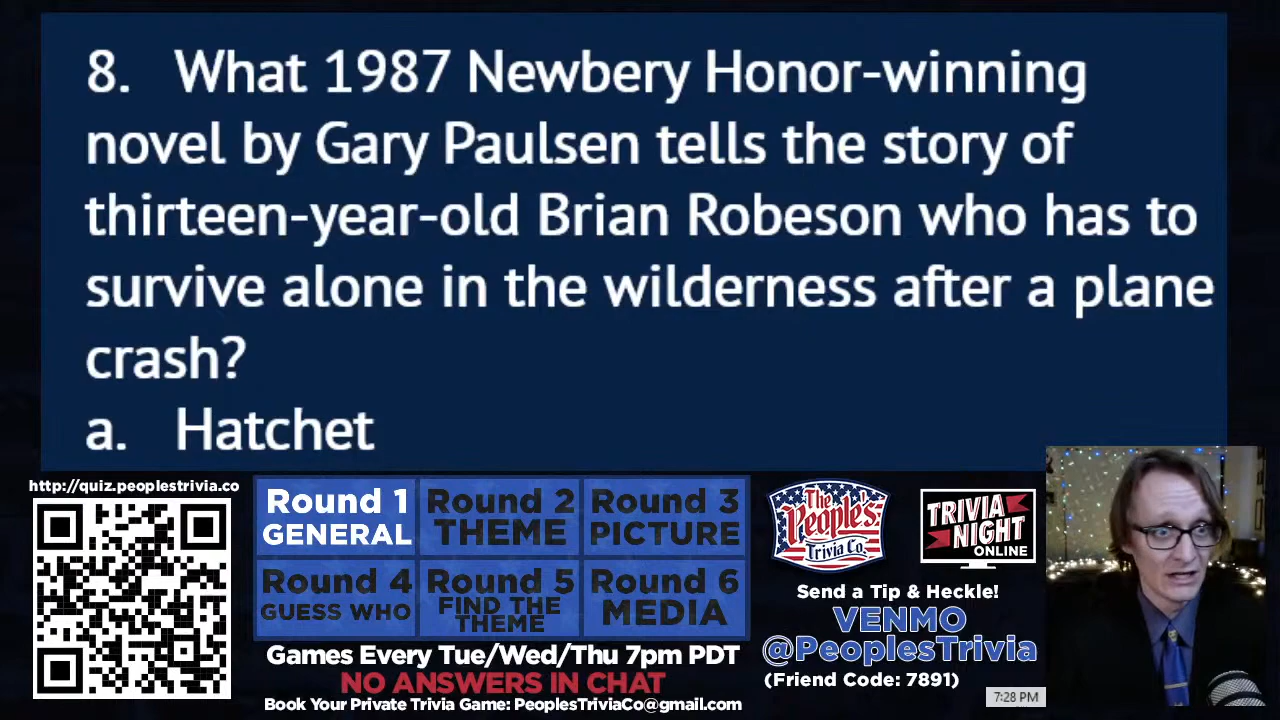 8. What 1987 Newbery Honor-winning
novel by Gary Paulsen tells the story of
thirteen-year-old Brian Robeson who has to
survive alone in the wilderness after a plane
crash?
a. Hatchet
http://quiz.peoplestrivia.co
Round 1
GENERAL
Round 2
THEME
Round 3
PICTURE
Round 4
GUESS WHO
Round 5
FIND THE
THEME
Round 6
MEDIA
Games Every Tue/Wed/Thu 7pm PDT
NO ANSWERS IN CHAT
Book Your Private Trivia Game: PeoplesTriviaCo@gmail.com
The
People's
Trivia Co.
TRIVIA
NIGHT
ONLINE
Send a Tip & Heckle!
VENMO
@PeoplesTrivia
(Friend Code: 7891)
7:28 PM